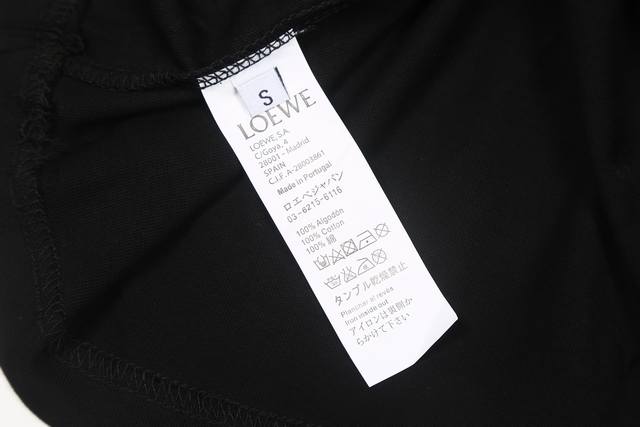 S
LOEWE
LOEWE, S.A.
C/Goya, 4
28001 - Madrid
SPAIN
C.I.F. A-28003861
Made in Portugal
ロエベジャパン
03-6215-6116
100% Algodón
100% Cotton
100% 綿
タンブル乾燥禁止
Planchar al revés
Iron inside out
アイロンは裏側か
らかけて下さい